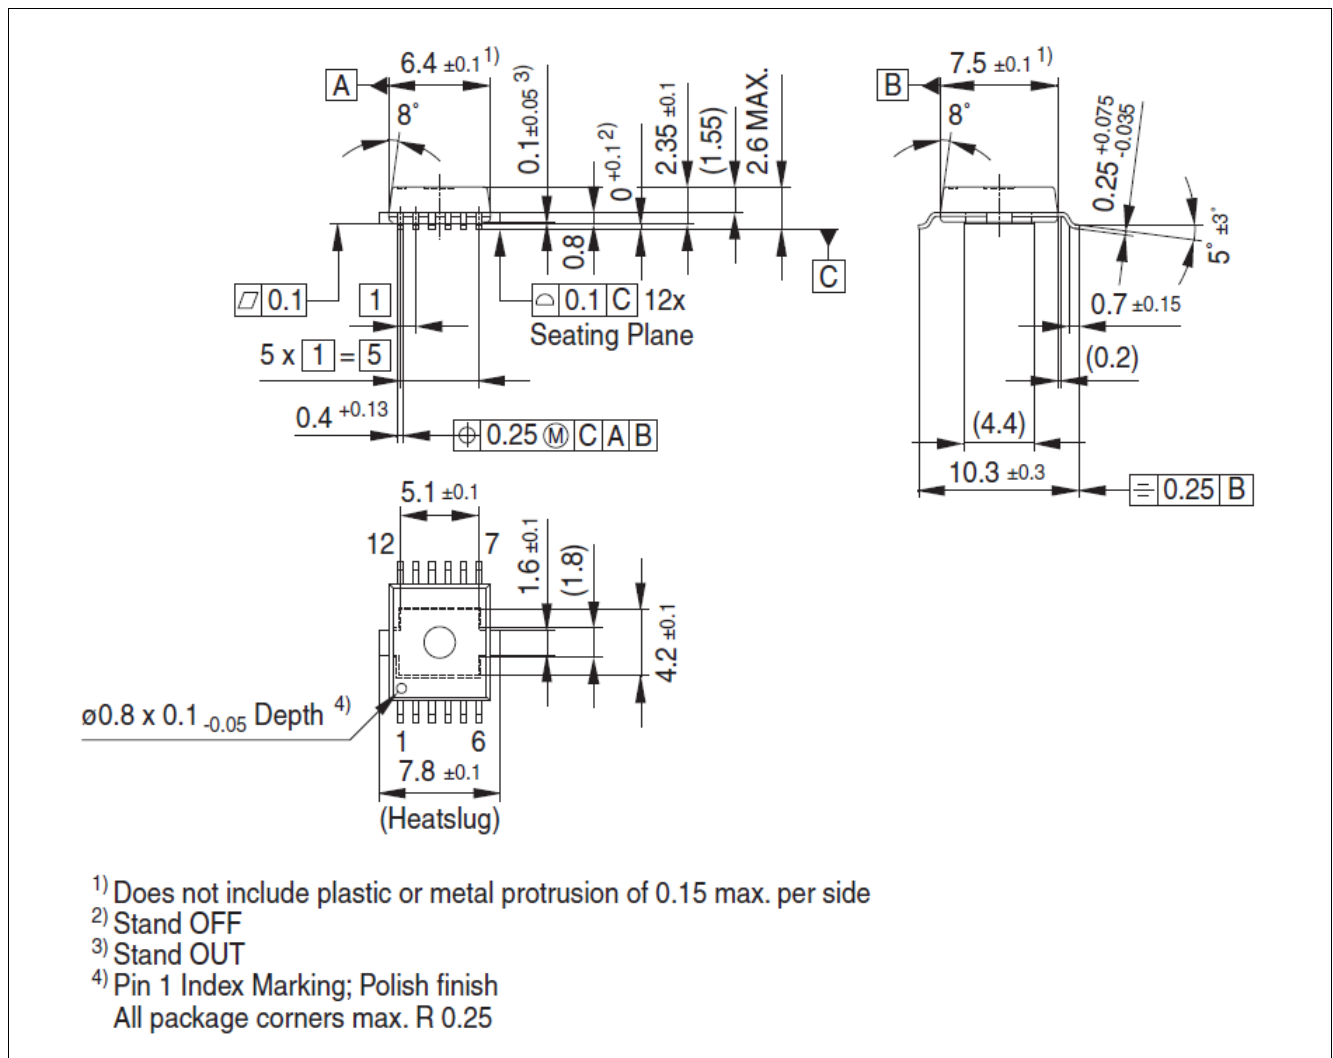 A
6.4 ±0.1 1)
8°
0.1±0.05 3)
0 +0.1 2)
2.35 ±0.1
(1.55)
2.6 MAX.
0.8
C
0.1
1
0.1 C 12x
Seating Plane
5 x 1 = 5
0.4 +0.13
0.25 Ⓜ C A B
B
7.5 ±0.1 1)
8°
0.25 +0.075 -0.035
5° ±3°
0.7 ±0.15
(0.2)
(4.4)
10.3 ±0.3
0.25 B
5.1 ±0.1
12 7
1.6 ±0.1
(1.8)
4.2 ±0.1
ø0.8 x 0.1 -0.05 Depth 4)
1 6
7.8 ±0.1
(Heatslug)
1) Does not include plastic or metal protrusion of 0.15 max. per side
2) Stand OFF
3) Stand OUT
4) Pin 1 Index Marking; Polish finish
All package corners max. R 0.25